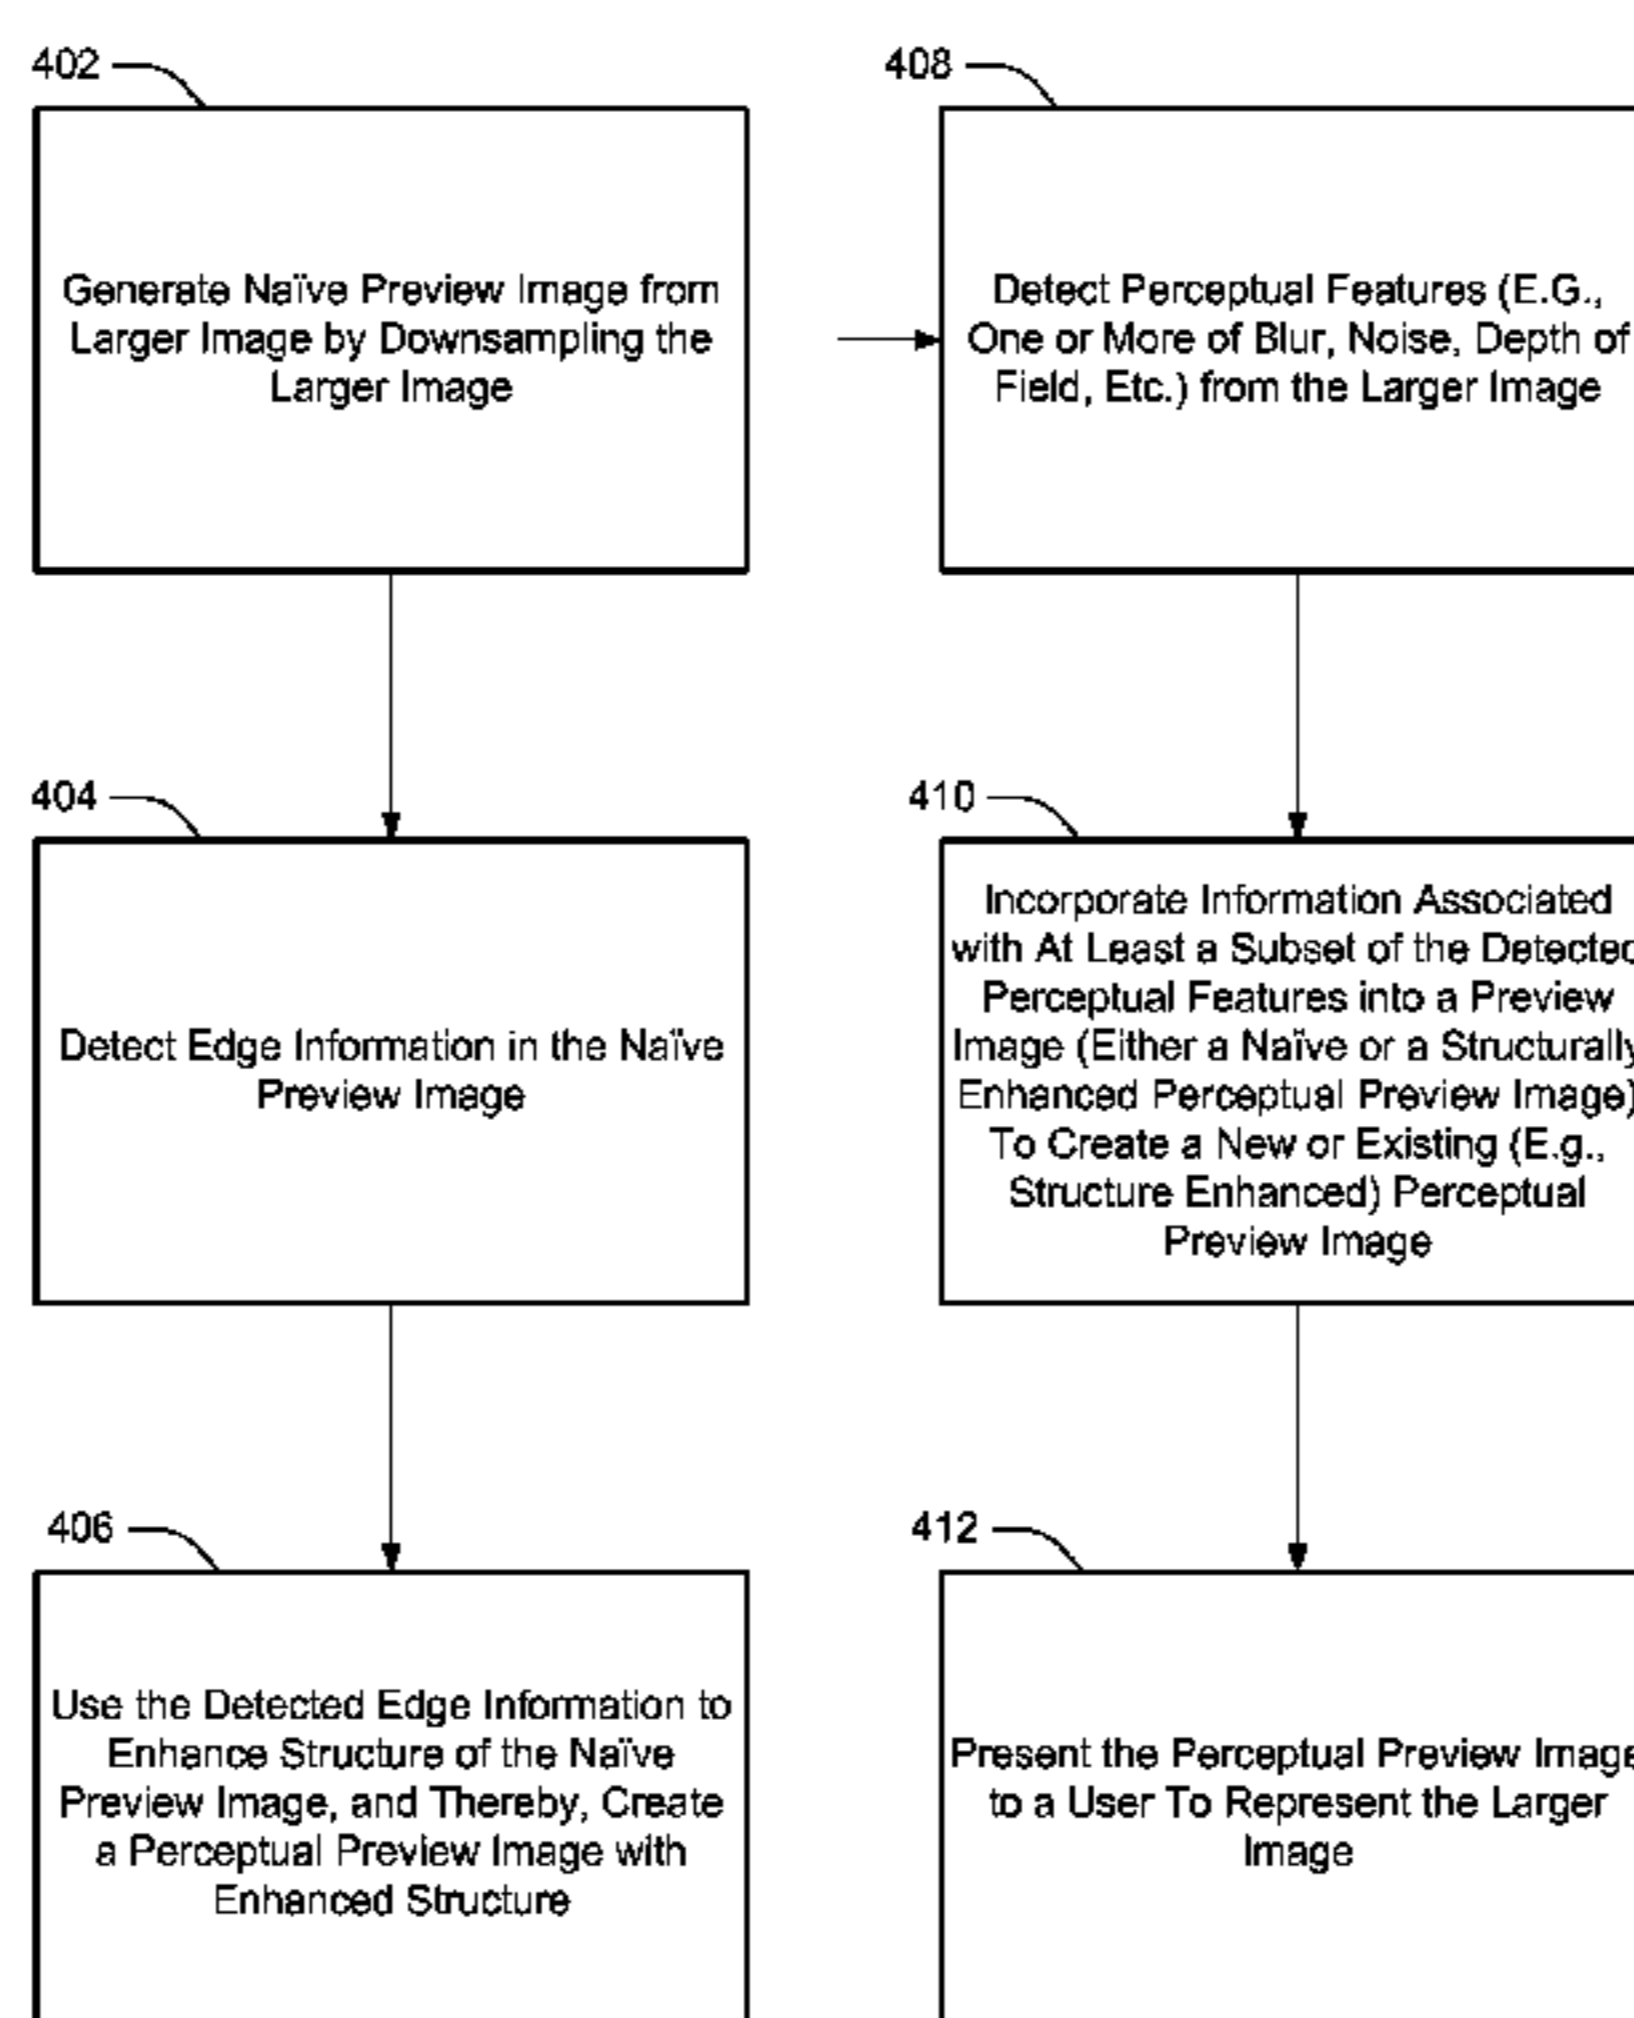 402
Generate Naïve Preview Image from
Larger Image by Downsampling the
Larger Image
404
Detect Edge Information in the Naïve
Preview Image
406
Use the Detected Edge Information to
Enhance Structure of the Naïve
Preview Image, and Thereby, Create
a Perceptual Preview Image with
Enhanced Structure
408
Detect Perceptual Features (E.G.,
One or More of Blur, Noise, Depth of
Field, Etc.) from the Larger Image
410
Incorporate Information Associated
with At Least a Subset of the Detected
Perceptual Features into a Preview
Image (Either a Naïve or a Structurally
Enhanced Perceptual Preview Image)
To Create a New or Existing (E.g.,
Structure Enhanced) Perceptual
Preview Image
412
Present the Perceptual Preview Image
to a User To Represent the Larger
Image